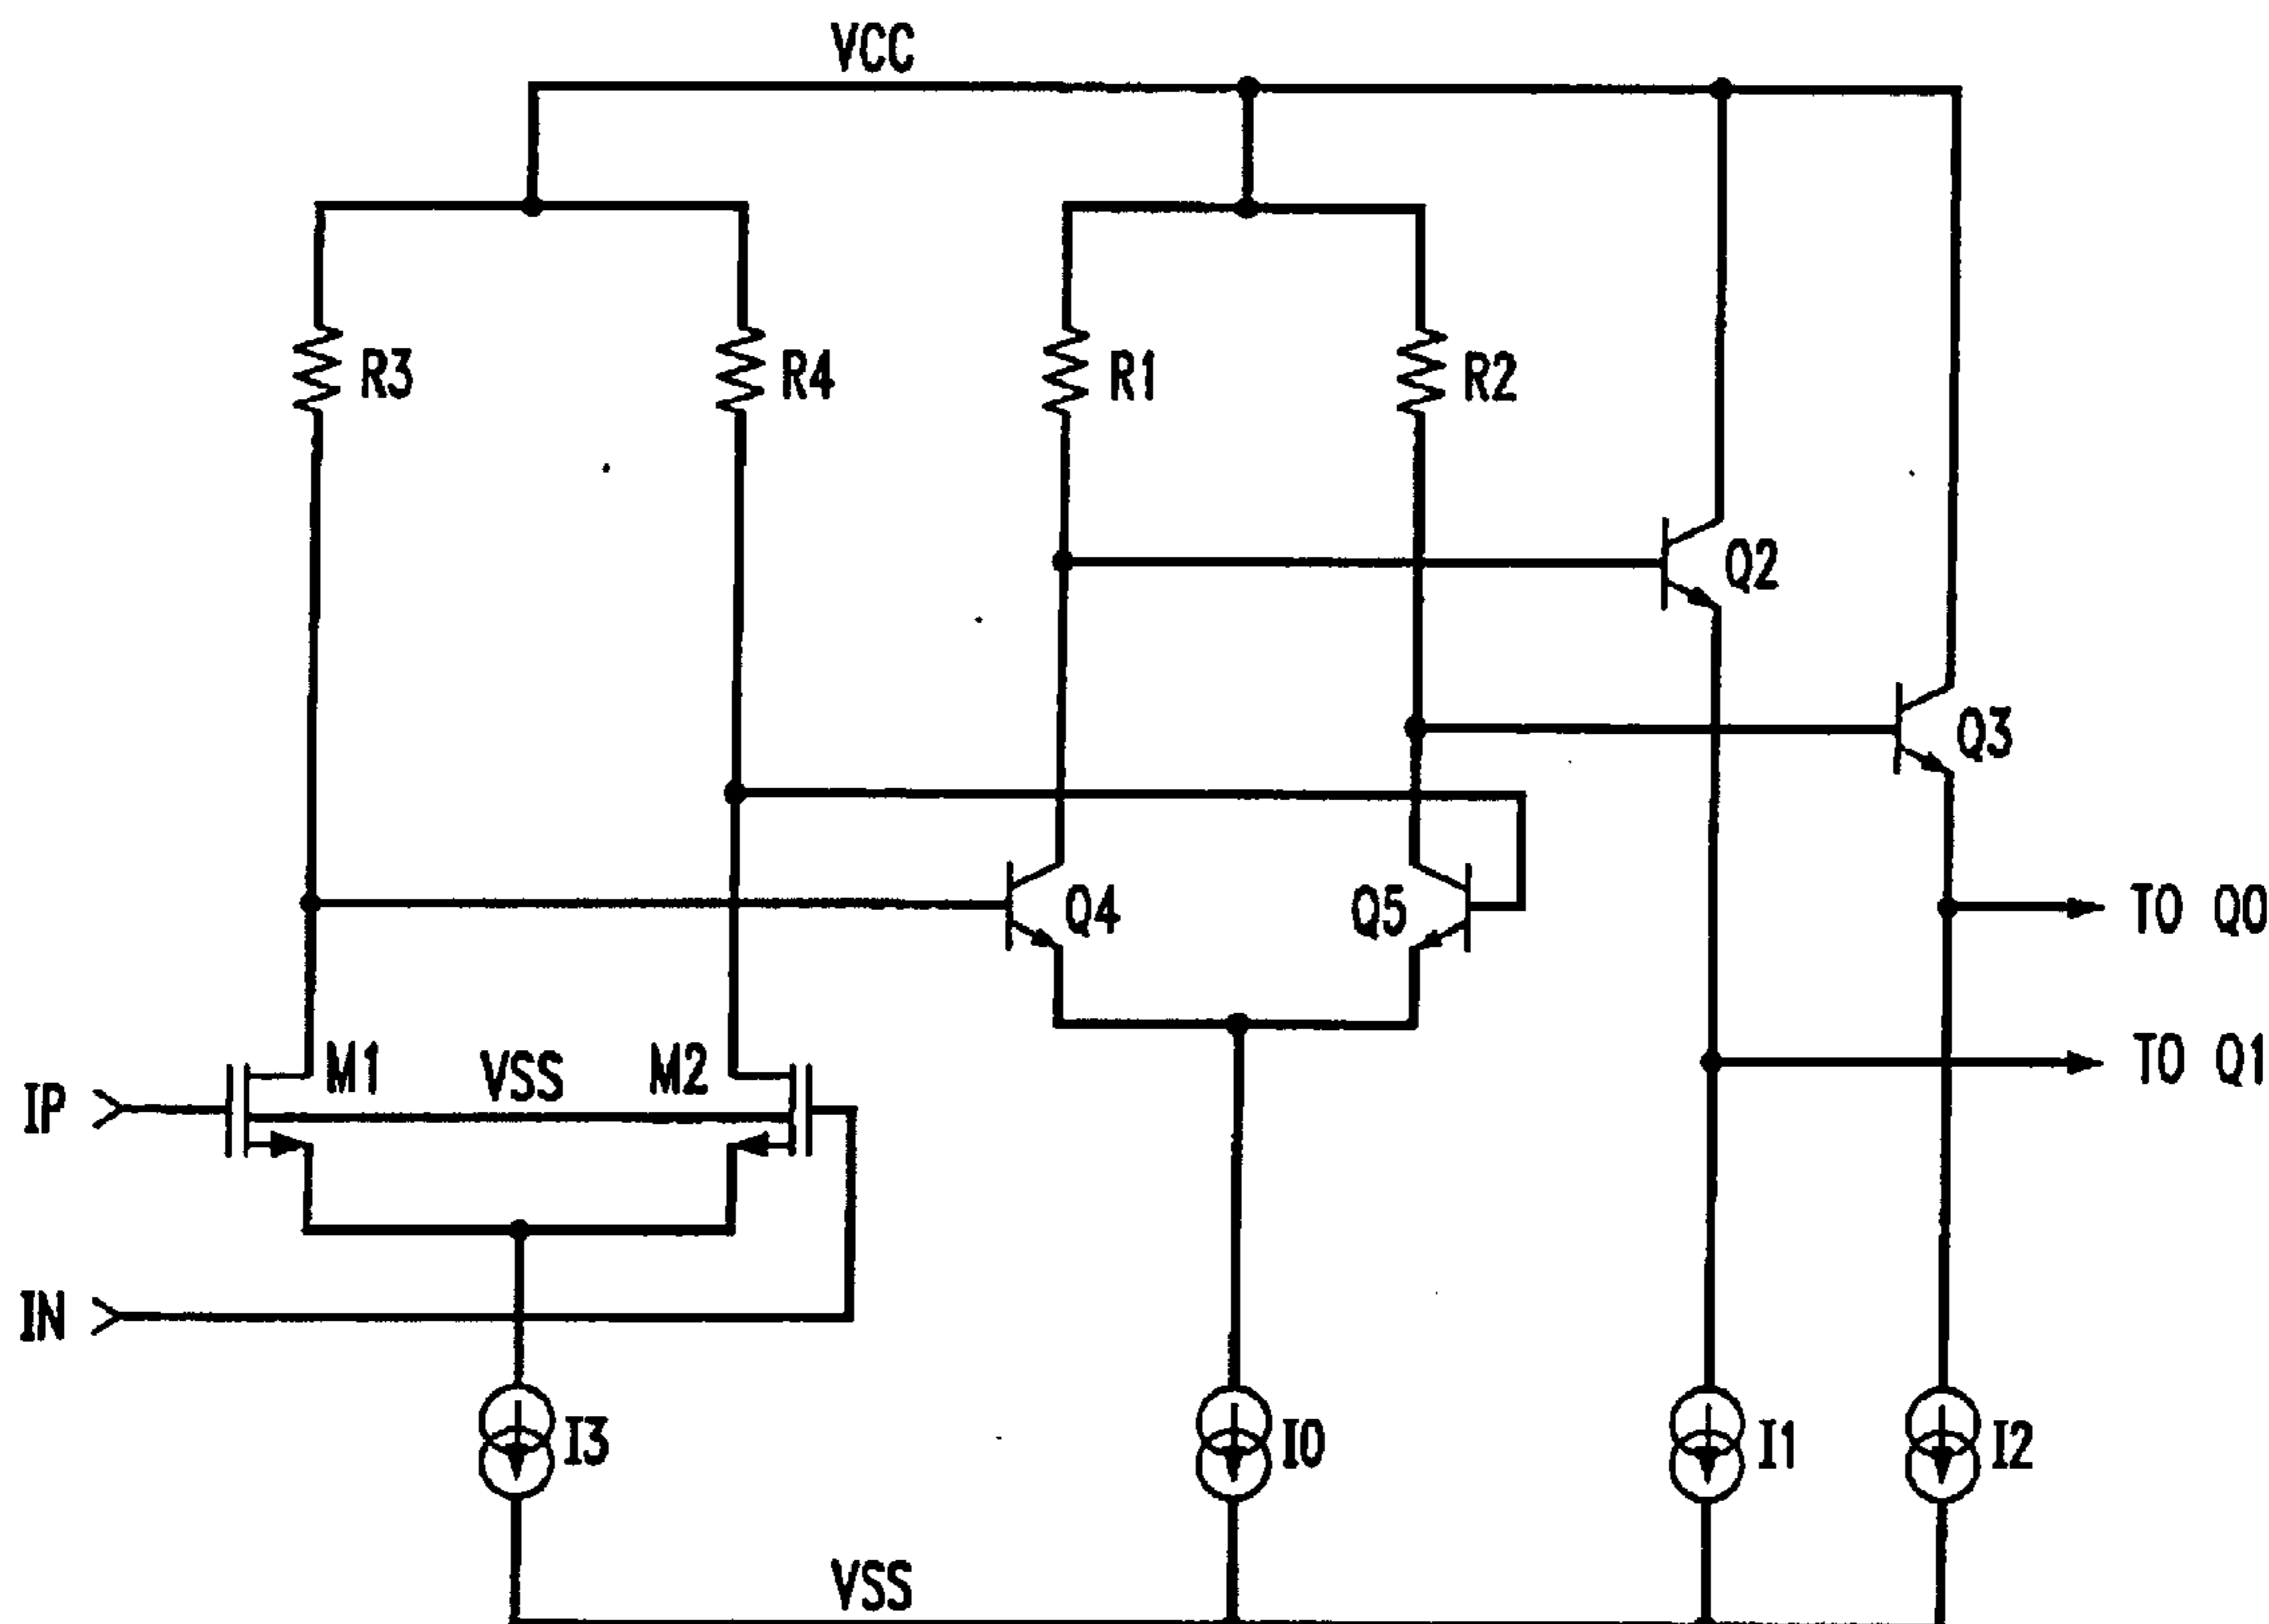 VCC
R3
R4
R1
R2
Q2
Q3
Q4
Q5
TO Q0
M1
VSS
M2
TO Q1
IP
IN
I3
I0
I1
I2
VSS